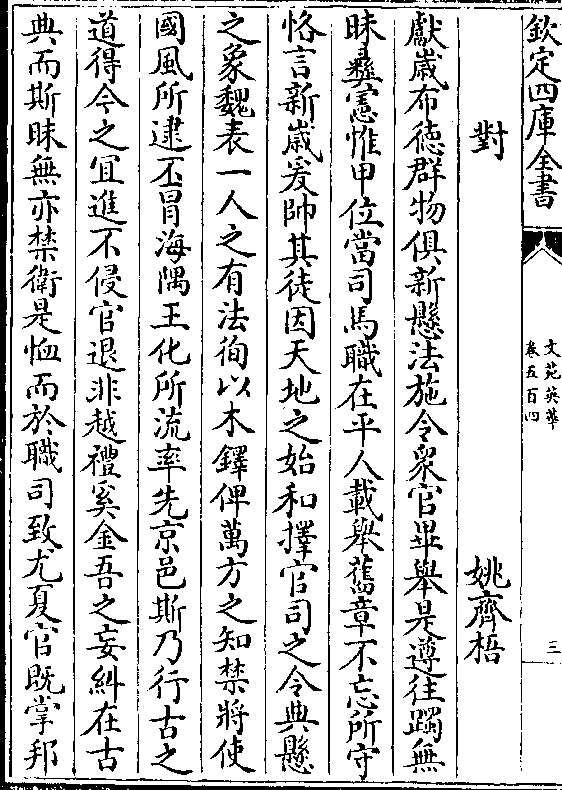 欽定四庫全書
文苑英華
卷五百四
三
對
姚齊梧
獻嵗布德群物俱新懸法施令衆官畢舉是遵往躅無
昧彛憲惟甲位當司馬職在平人載舉舊章不忘所守
恪言新嵗爰帥其徒因天地之始和擇官司之令典懸
之象魏表一人之有法徇以木鐸俾萬方之知禁將使
國風所逮丕冒海隅王化所流率先京邑斯乃行古之
道得今之宜進不侵官退非越禮奚金吾之妄糾在古
典而斯昧無亦禁衛是恤而於職司致尤夏官既掌邦